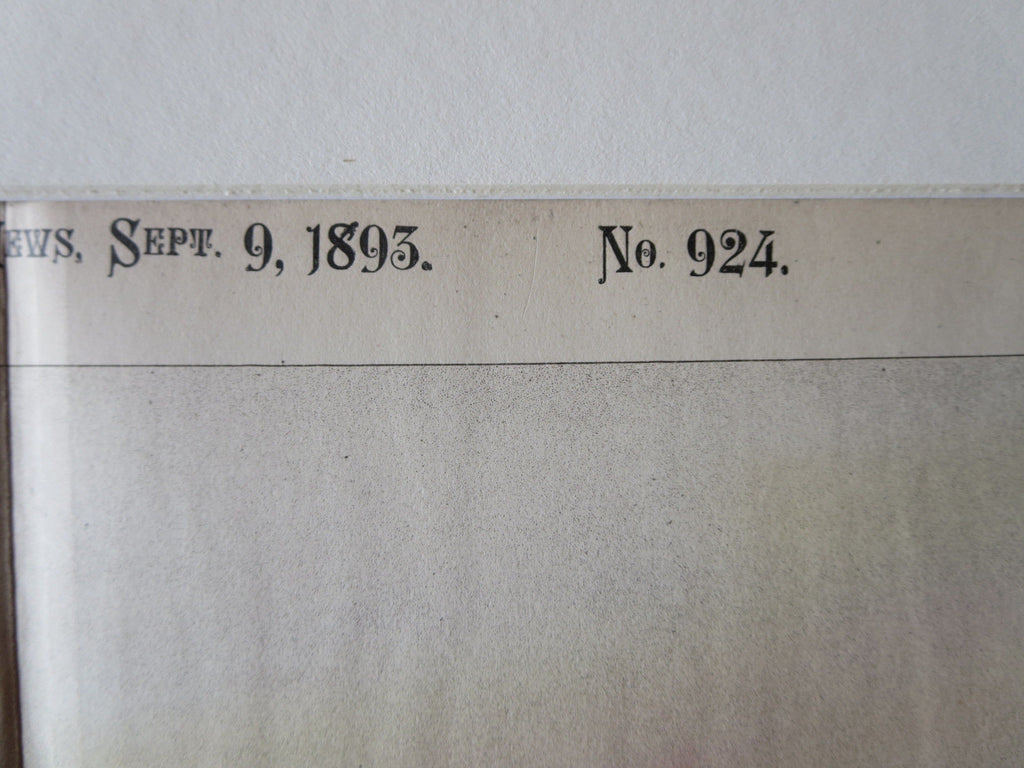 ews, Sept. 9, 1893. No. 924.